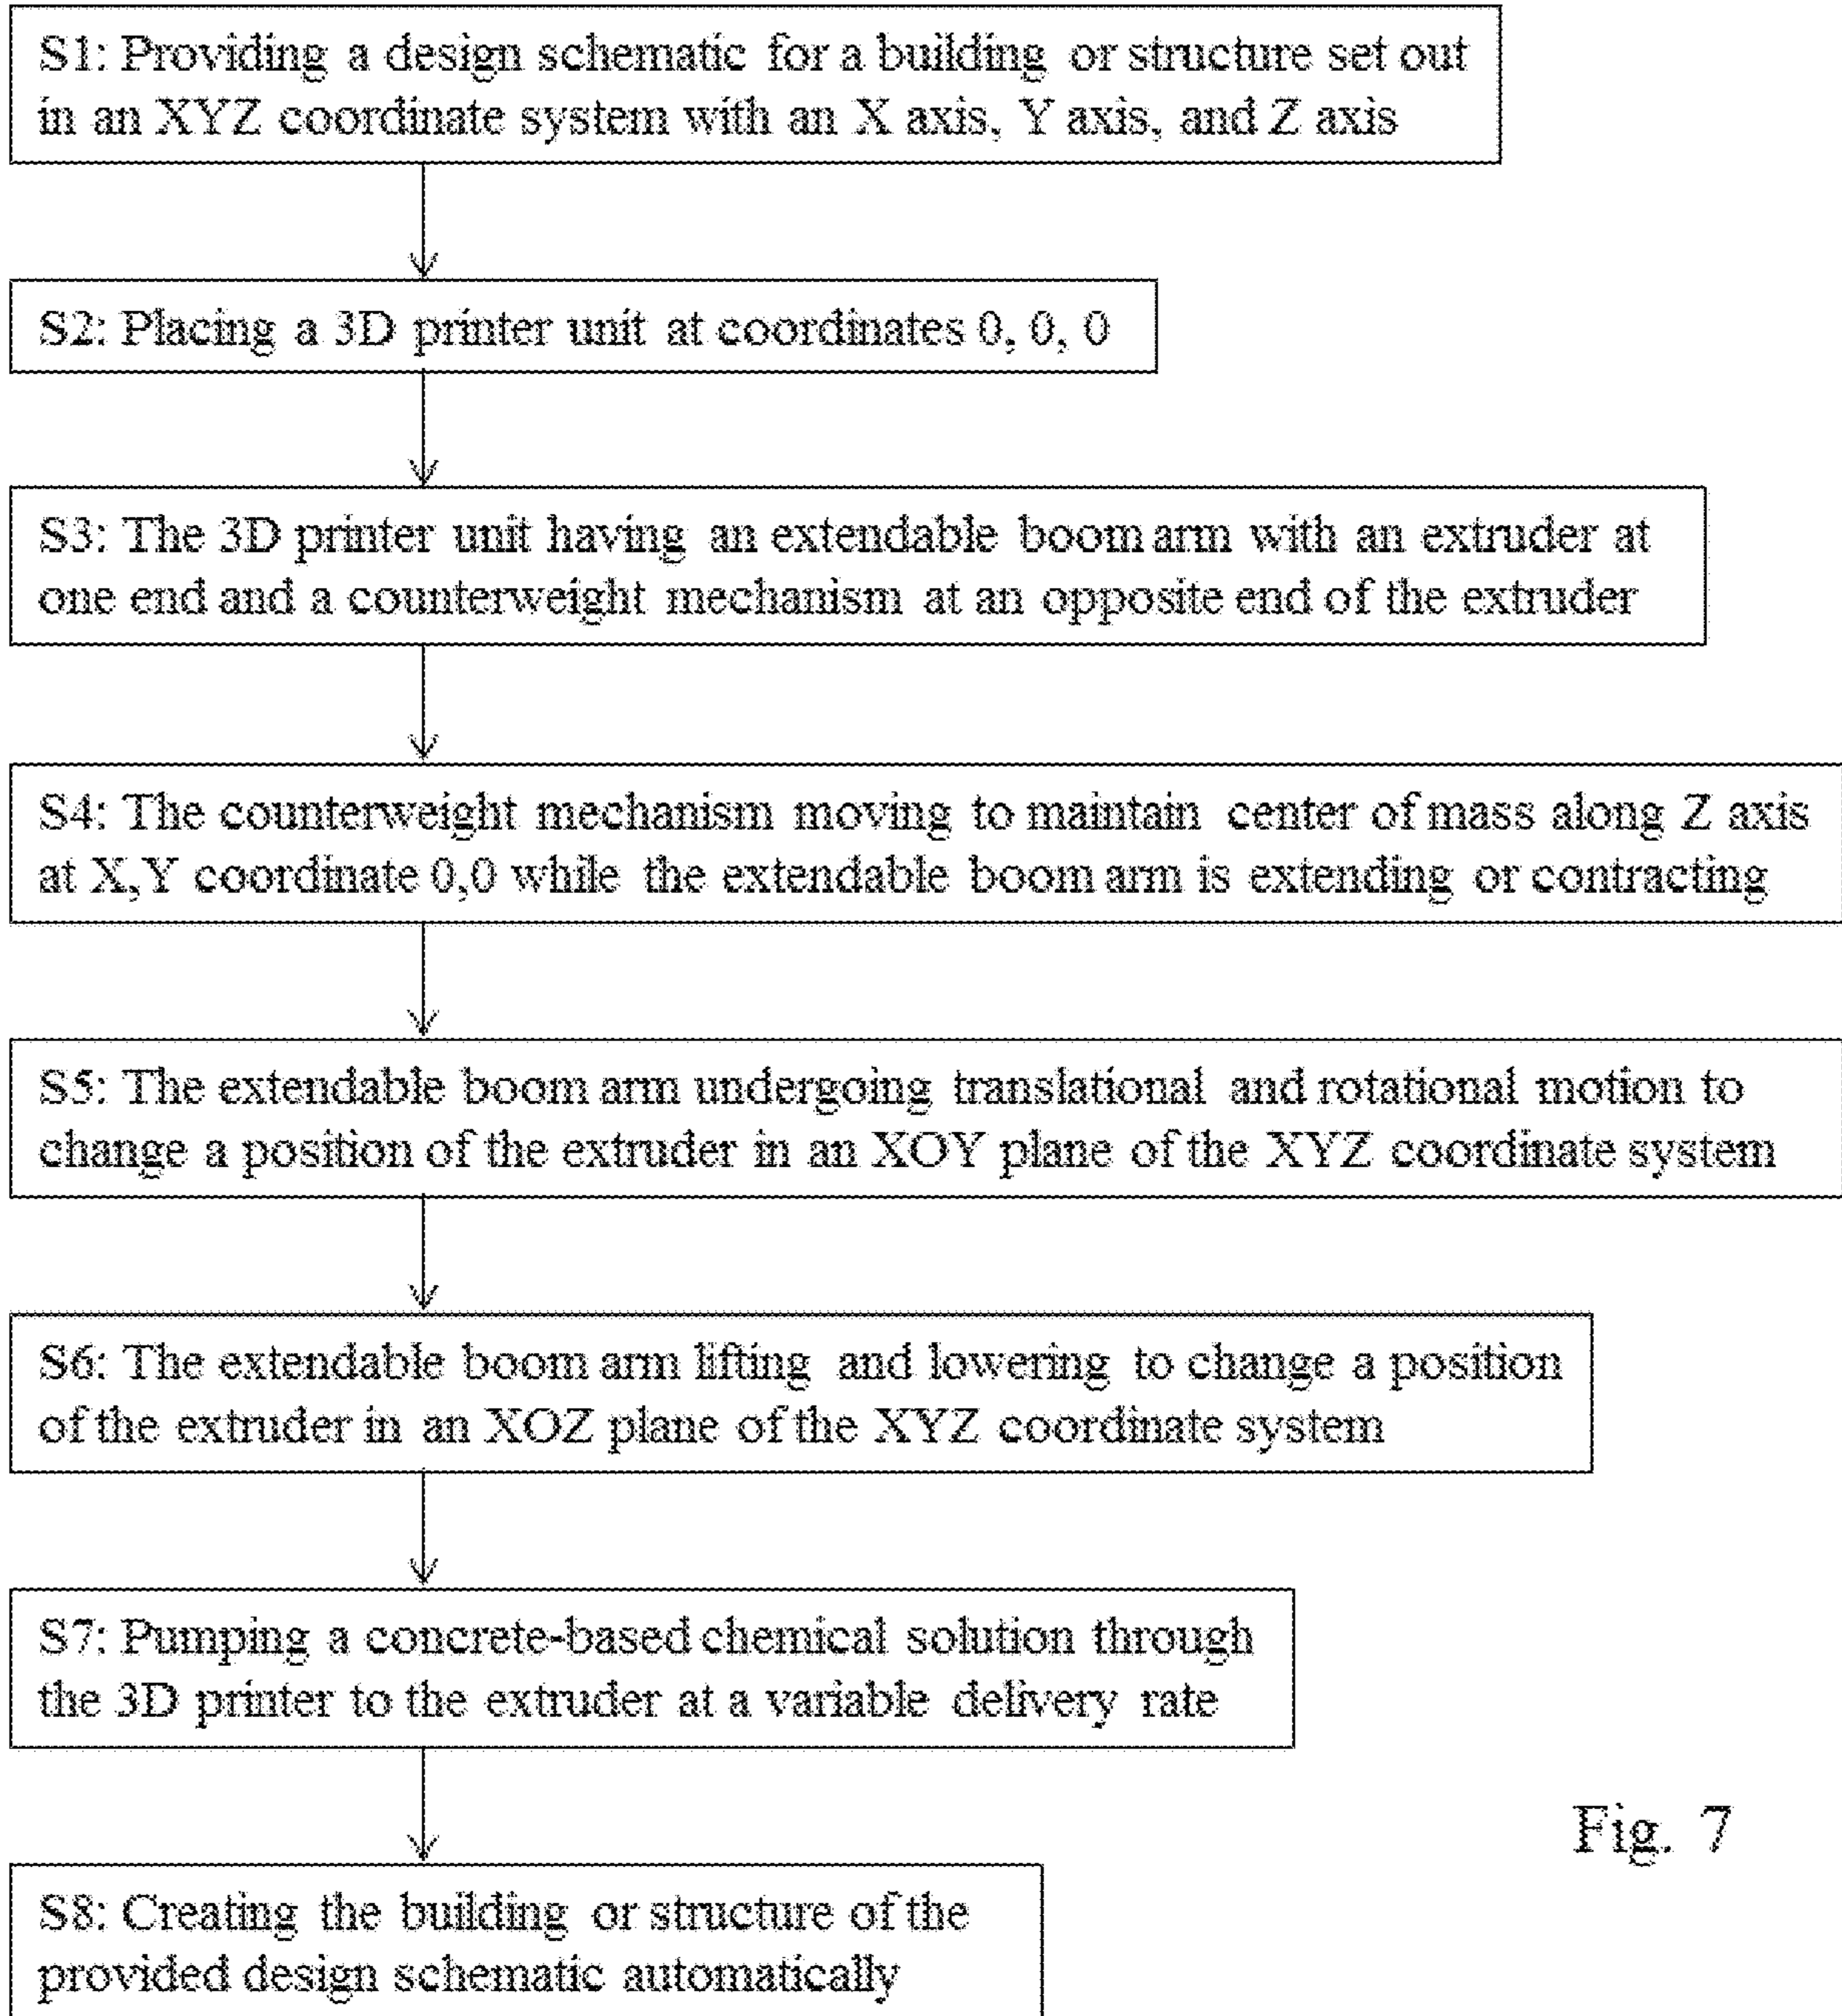 S1: Providing a design schematic for a building or structure set out
in an XYZ coordinate system with an X axis, Y axis, and Z axis
S2: Placing a 3D printer unit at coordinates 0, 0, 0
S3: The 3D printer unit having an extendable boom arm with an extruder at
one end and a counterweight mechanism at an opposite end of the extruder
S4: The counterweight mechanism moving to maintain center of mass along Z axis
at X,Y coordinate 0,0 while the extendable boom arm is extending or contracting
S5: The extendable boom arm undergoing translational and rotational motion to
change a position of the extruder in an XOY plane of the XYZ coordinate system
S6: The extendable boom arm lifting and lowering to change a position
of the extruder in an XOZ plane of the XYZ coordinate system
S7: Pumping a concrete-based chemical solution through
the 3D printer to the extruder at a variable delivery rate
S8: Creating the building or structure of the
provided design schematic automatically
Fig. 7